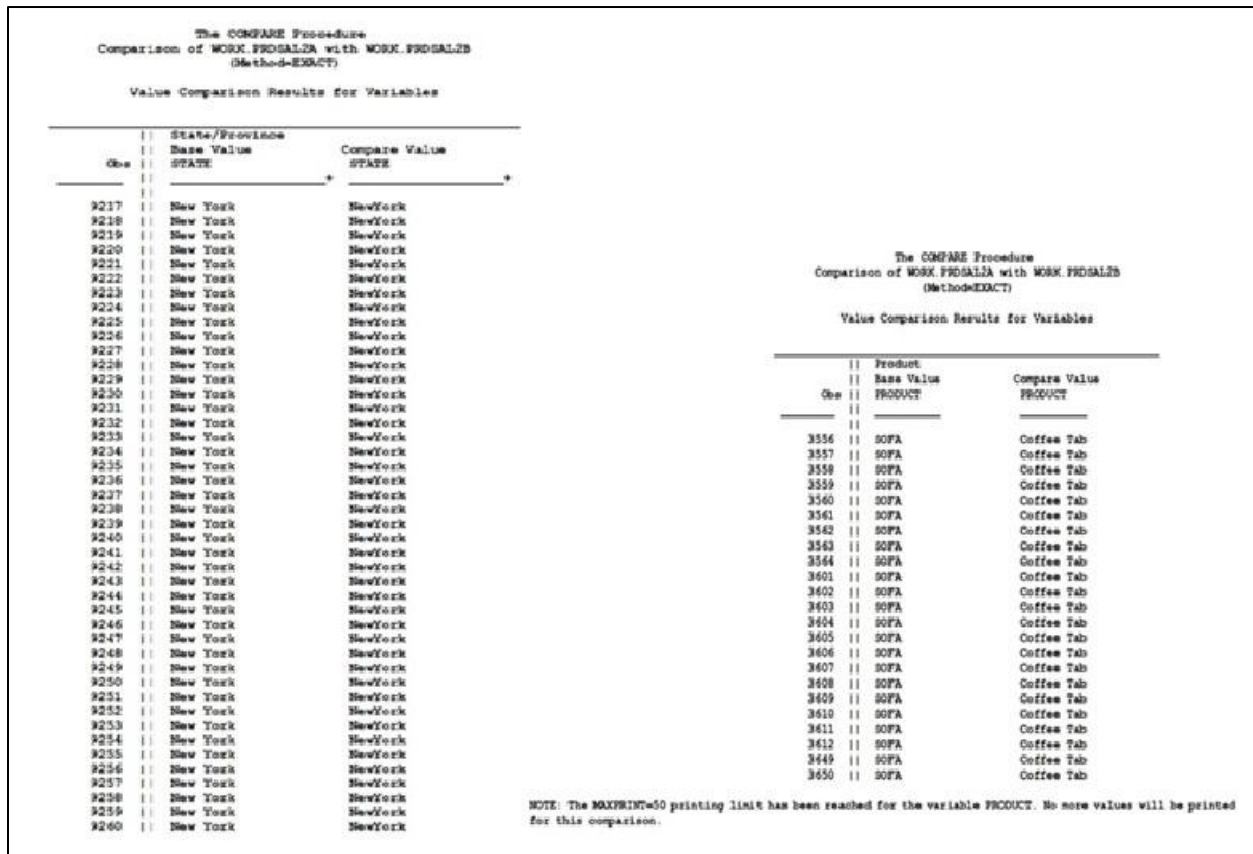 The COMPARE Procedure
Comparison of WORK.PRDSAL2A with WORK.PRDSAL2B
(Method=EXACT)
Value Comparison Results for Variables
|| State/Province
|| Base Value Compare Value
Obs || STATE STATE
|| + +
||
9217 || New York NewYork
9218 || New York NewYork
9219 || New York NewYork
9220 || New York NewYork
9221 || New York NewYork
9222 || New York NewYork
9223 || New York NewYork
9224 || New York NewYork
9225 || New York NewYork
9226 || New York NewYork
9227 || New York NewYork
9228 || New York NewYork
9229 || New York NewYork
9230 || New York NewYork
9231 || New York NewYork
9232 || New York NewYork
9233 || New York NewYork
9234 || New York NewYork
9235 || New York NewYork
9236 || New York NewYork
9237 || New York NewYork
9238 || New York NewYork
9239 || New York NewYork
9240 || New York NewYork
9241 || New York NewYork
9242 || New York NewYork
9243 || New York NewYork
9244 || New York NewYork
9245 || New York NewYork
9246 || New York NewYork
9247 || New York NewYork
9248 || New York NewYork
9249 || New York NewYork
9250 || New York NewYork
9251 || New York NewYork
9252 || New York NewYork
9253 || New York NewYork
9254 || New York NewYork
9255 || New York NewYork
9256 || New York NewYork
9257 || New York NewYork
9258 || New York NewYork
9259 || New York NewYork
9260 || New York NewYork
The COMPARE Procedure
Comparison of WORK.PRDSAL2A with WORK.PRDSAL2B
(Method=EXACT)
Value Comparison Results for Variables
|| Product
|| Base Value Compare Value
Obs || PRODUCT PRODUCT
||
||
3556 || SOFA Coffee Tab
3557 || SOFA Coffee Tab
3558 || SOFA Coffee Tab
3559 || SOFA Coffee Tab
3560 || SOFA Coffee Tab
3561 || SOFA Coffee Tab
3562 || SOFA Coffee Tab
3563 || SOFA Coffee Tab
3564 || SOFA Coffee Tab
3601 || SOFA Coffee Tab
3602 || SOFA Coffee Tab
3603 || SOFA Coffee Tab
3604 || SOFA Coffee Tab
3605 || SOFA Coffee Tab
3606 || SOFA Coffee Tab
3607 || SOFA Coffee Tab
3608 || SOFA Coffee Tab
3609 || SOFA Coffee Tab
3610 || SOFA Coffee Tab
3611 || SOFA Coffee Tab
3612 || SOFA Coffee Tab
3649 || SOFA Coffee Tab
3650 || SOFA Coffee Tab
NOTE: The MAXPRINT=50 printing limit has been reached for the variable PRODUCT. No more values will be printed
for this comparison.